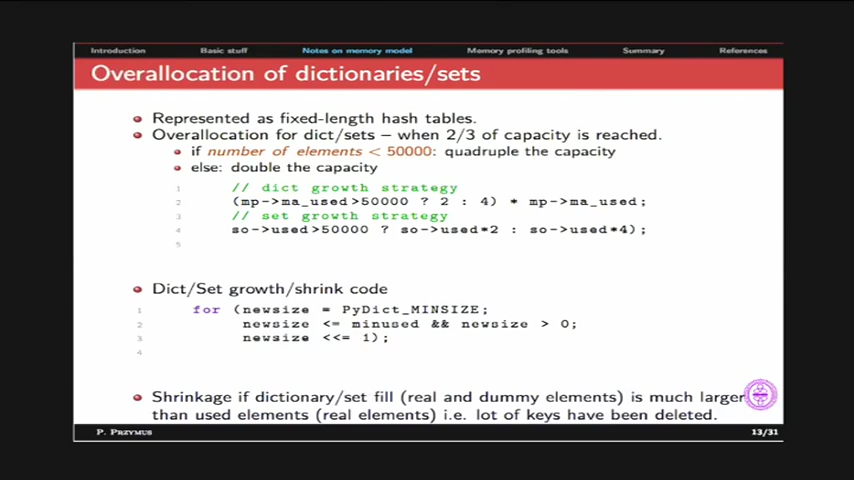 Introduction Basic stuff Notes on memory model Memory profiling tools Summary References
Overallocation of dictionaries/sets
Represented as fixed-length hash tables.
Overallocation for dict/sets – when 2/3 of capacity is reached.
if number of elements < 50000: quadruple the capacity
else: double the capacity
1 // dict growth strategy
2 (mp->ma_used>50000 ? 2 : 4) * mp->ma_used;
3 // set growth strategy
4 so->used>50000 ? so->used*2 : so->used*4);
5
Dict/Set growth/shrink code
1 for (newsize = PyDict_MINSIZE;
2 newsize <= minused && newsize > 0;
3 newsize <<= 1);
4
Shrinkage if dictionary/set fill (real and dummy elements) is much larger
than used elements (real elements) i.e. lot of keys have been deleted.
P. Przymus 13/31